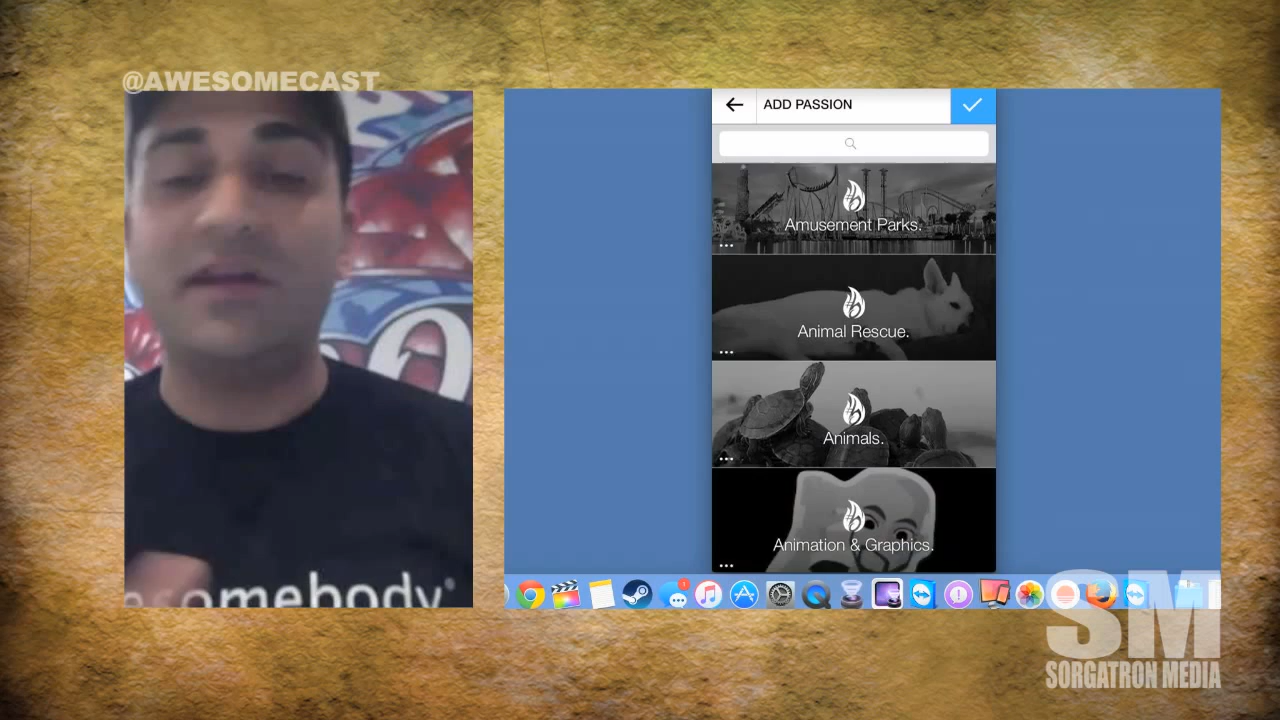 @AWESOMECAST
ADD PASSION
Amusement Parks.
Animal Rescue.
Animals.
Animation & Graphics.
somebody®
SM
SORGATRON MEDIA